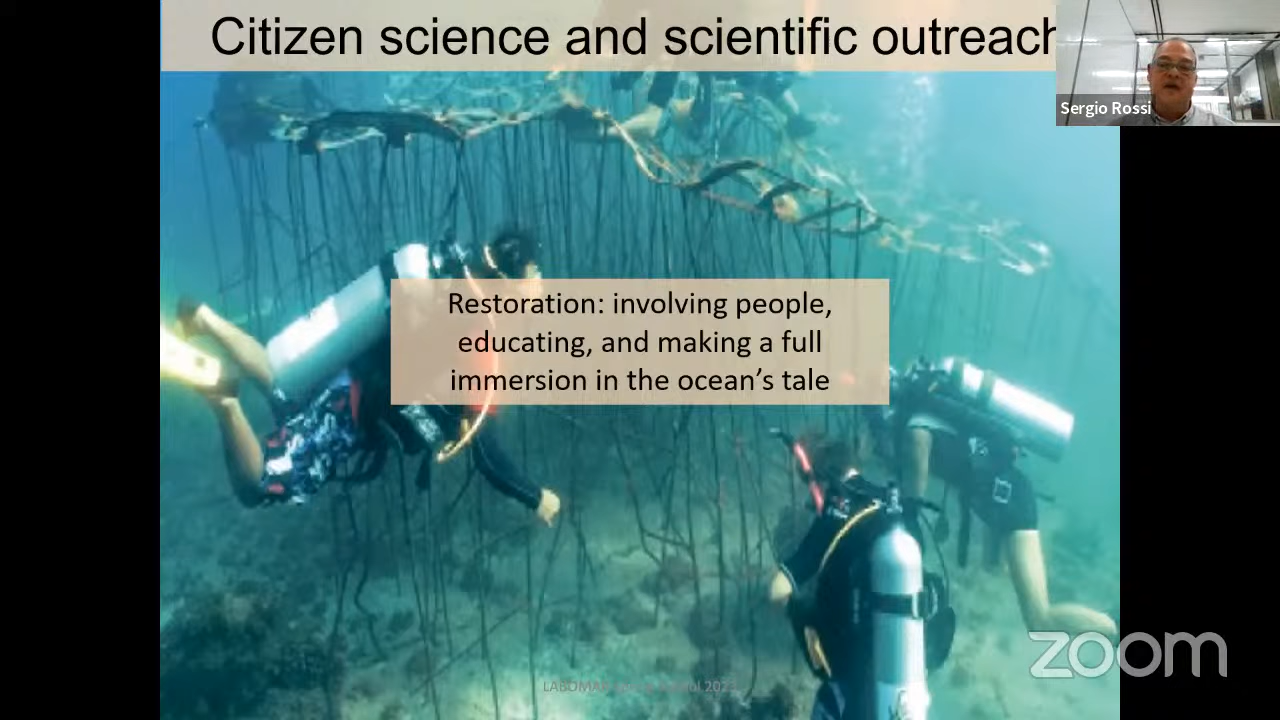 Citizen science and scientific outreach
Sergio Rossi
Restoration: involving people,
educating, and making a full
immersion in the ocean's tale
zoom
LABOMAR 2023